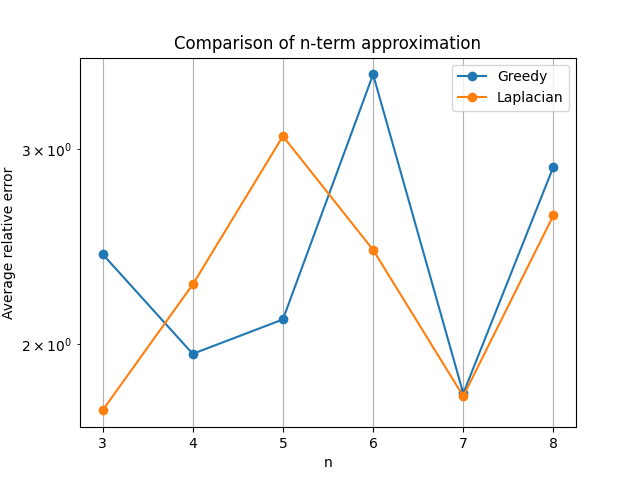 Comparison of n-term approximation
Greedy
Laplacian
Average relative error
3 × 10⁰
2 × 10⁰
3 4 5 6 7 8
n